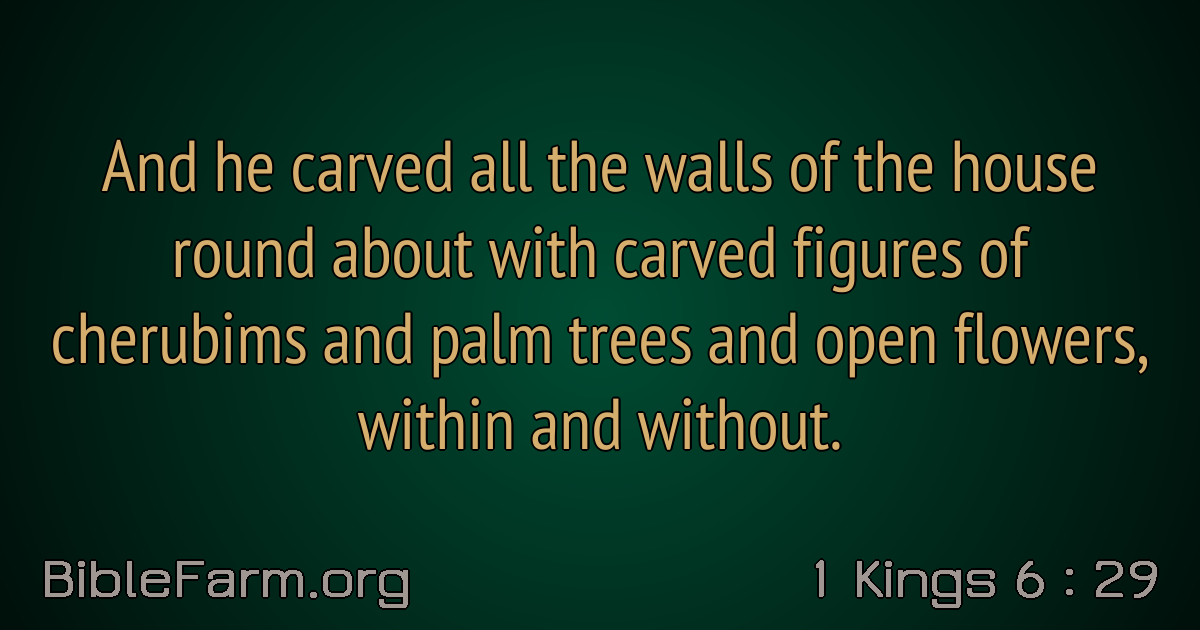 And he carved all the walls of the house
round about with carved figures of
cherubims and palm trees and open flowers,
within and without.
BibleFarm.org
1 Kings 6 : 29